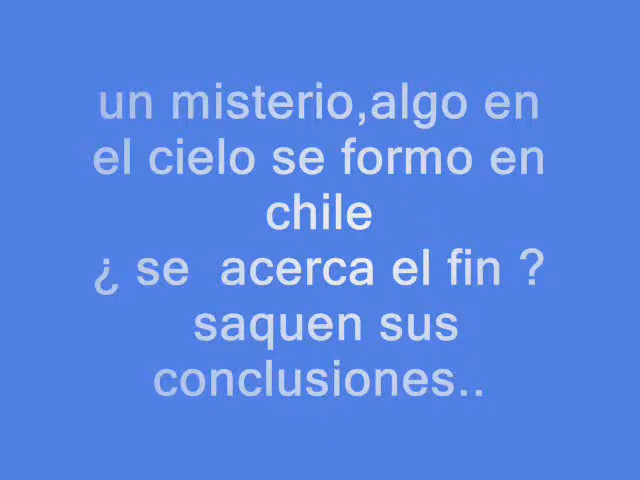 un misterio,algo en
el cielo se formo en
chile
¿ se  acerca el fin ?
saquen sus
conclusiones..